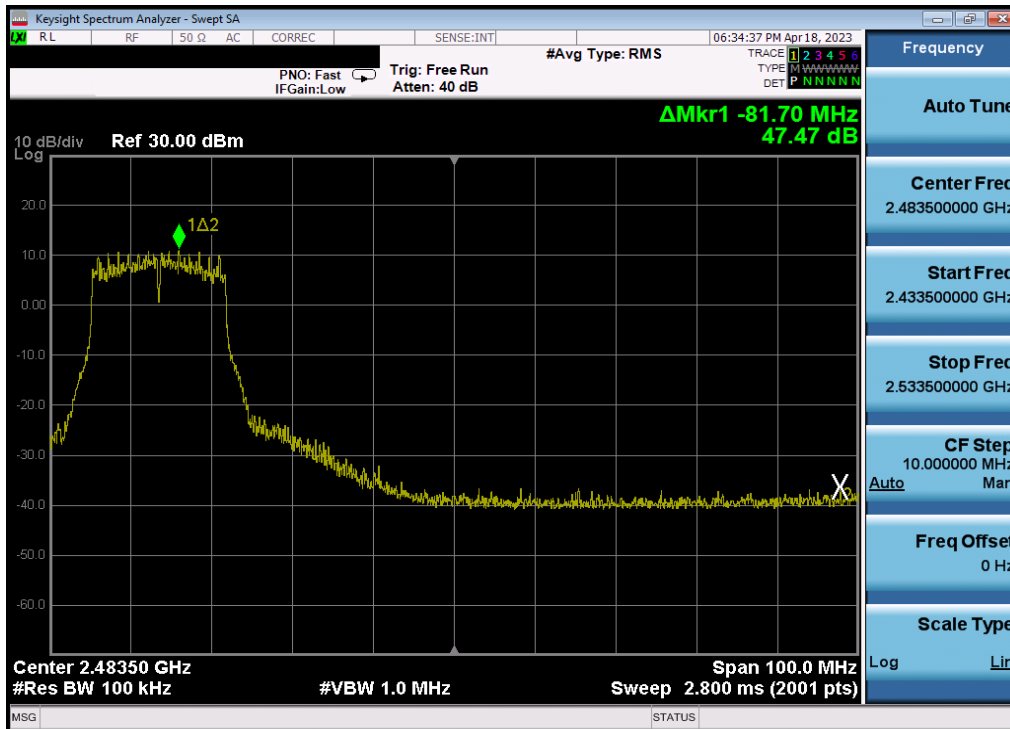 Keysight Spectrum Analyzer - Swept SA
LXI RL RF 50 Ω AC CORREC SENSE:INT 06:34:37 PM Apr 18, 2023
PNO: Fast
IFGain:Low
Trig: Free Run
Atten: 40 dB
#Avg Type: RMS
TRACE 1 2 3 4 5 6
TYPE M WWWWW
DET P N N N N N
ΔMkr1 -81.70 MHz
47.47 dB
10 dB/div Ref 30.00 dBm
Log
20.0
1Δ2
10.0
0.00
-10.0
-20.0
-30.0
-40.0
-50.0
-60.0
Center 2.48350 GHz Span 100.0 MHz
#Res BW 100 kHz #VBW 1.0 MHz Sweep 2.800 ms (2001 pts)
MSG STATUS
Frequency
Auto Tune
Center Freq
2.483500000 GHz
Start Freq
2.433500000 GHz
Stop Freq
2.533500000 GHz
CF Step
10.000000 MHz
Auto Man
Freq Offset
0 Hz
Scale Type
Log Lin